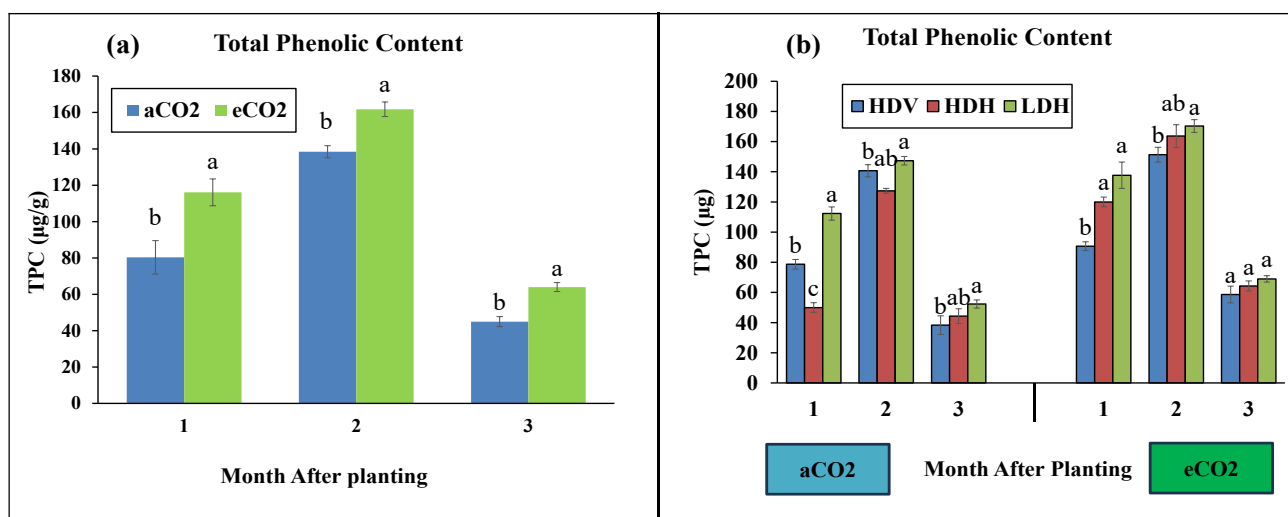 (a)
Total Phenolic Content
180
160
140
120
100
80
60
40
20
0
TPC (µg/g)
aCO2 eCO2
b a
b a
b a
1 2 3
Month After planting
(b)
Total Phenolic Content
200
180
160
140
120
100
80
60
40
20
0
TPC (µg)
HDV HDH LDH
b c a
b ab a
b ab a
b a a
b ab a
a a a
1 2 3 1 2 3
aCO2 Month After Planting eCO2